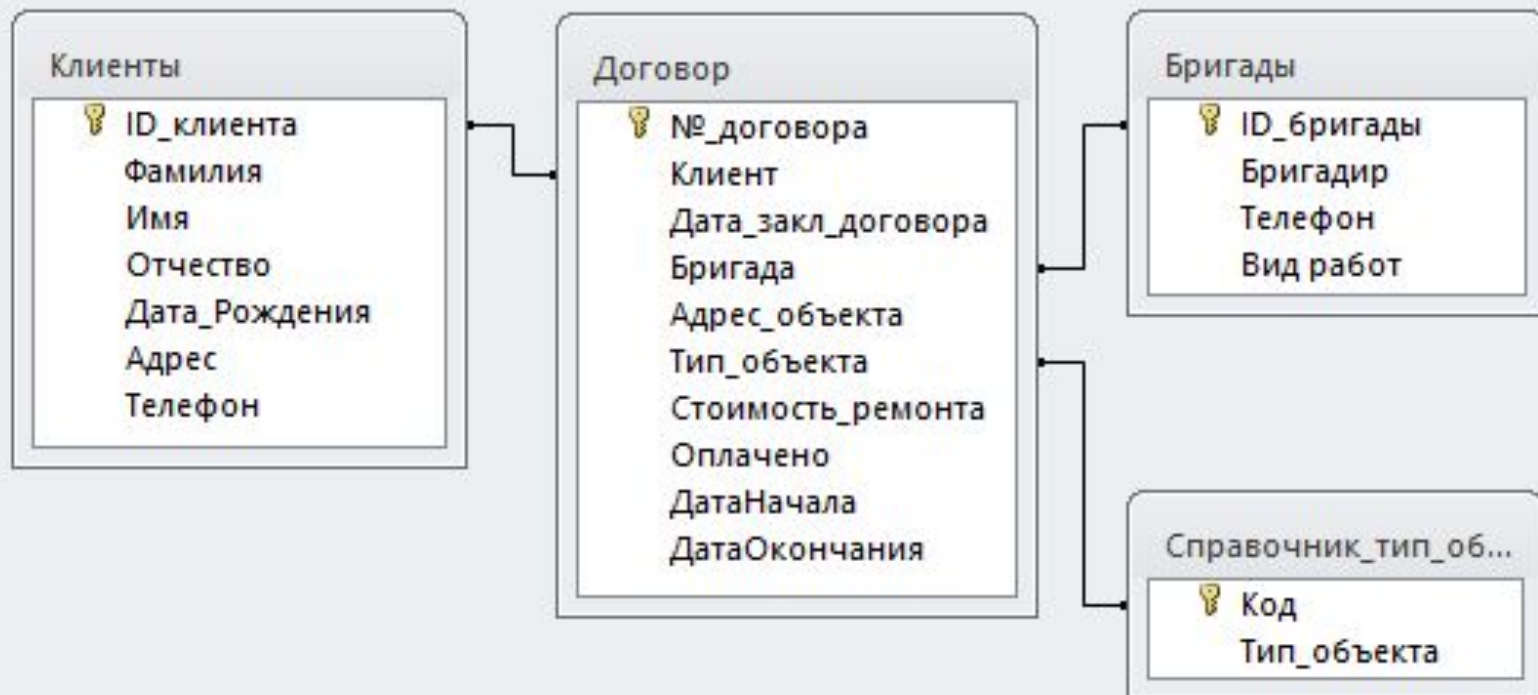 Клиенты
ID_клиента
Фамилия
Имя
Отчество
Дата_Рождения
Адрес
Телефон
Договор
№_договора
Клиент
Дата_закл_договора
Бригада
Адрес_объекта
Тип_объекта
Стоимость_ремонта
Оплачено
ДатаНачала
ДатаОкончания
Бригады
ID_бригады
Бригадир
Телефон
Вид работ
Справочник_тип_об...
Код
Тип_объекта